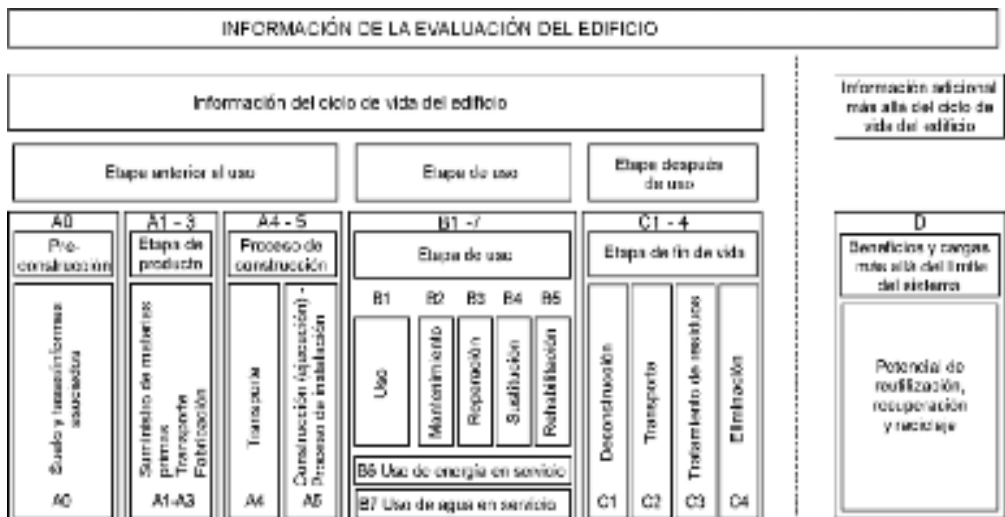 INFORMACIÓN DE LA EVALUACIÓN DEL EDIFICIO
Información del ciclo de vida del edificio
Información adicional
más allá del ciclo de
vida del edificio
Etapa anterior al uso
Etapa de uso
Etapa después
de uso
A0
Pre-
construcción
Suelo y
A0
A1 - 3
Etapa de
producto
Suministro de materias
primas
Transporte
Fabricación
A1-A3
A4 - 5
Proceso de
construcción
Transporte
A4
Construcción (ejecución) -
Proceso de instalación
A5
B1 -7
Etapa de uso
B1
Uso
B2
Mantenimiento
B3
Reparación
B4
Sustitución
B5
Rehabilitación
B6 Uso de energía en servicio
B7 Uso de agua en servicio
C1 - 4
Etapa de fin de vida
Deconstrucción
C1
Transporte
C2
Tratamiento de residuos
C3
Eliminación
C4
D
Beneficios y cargas
más allá del límite
del sistema
Potencial de
reutilización,
recuperación
y reciclaje